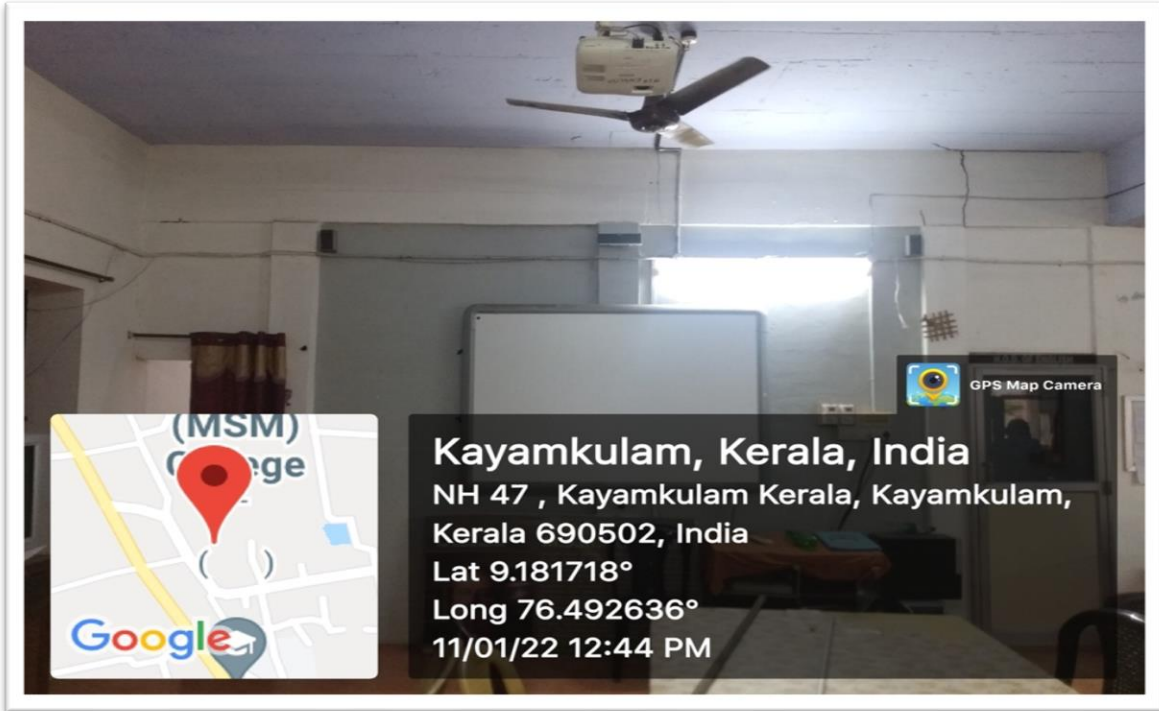 GPS Map Camera
(MSM)
Google
Kayamkulam, Kerala, India
NH 47 , Kayamkulam Kerala, Kayamkulam,
Kerala 690502, India
Lat 9.181718°
Long 76.492636°
11/01/22 12:44 PM